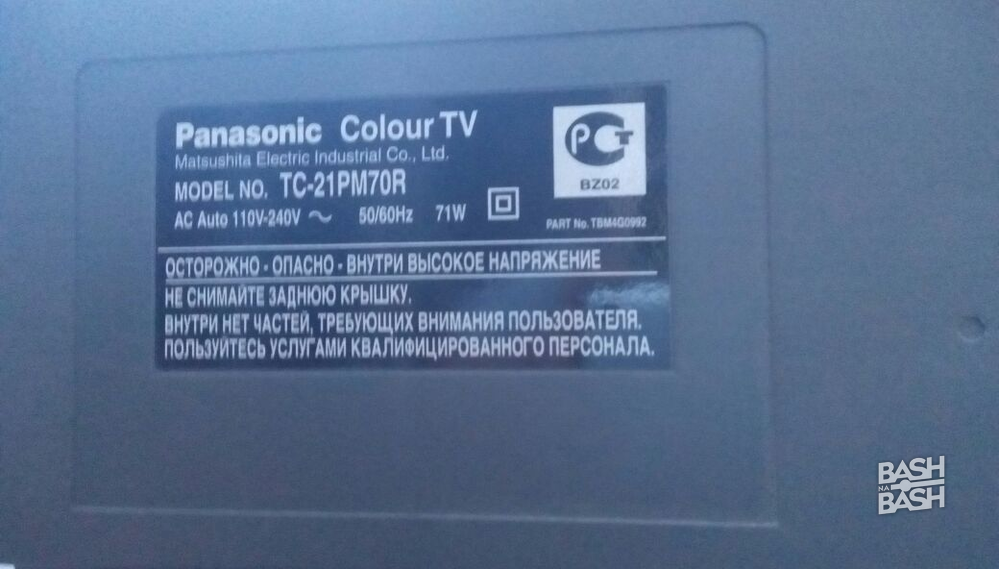 Panasonic Colour TV
Matsushita Electric Industrial Co., Ltd.
MODEL NO. TC-21PM70R
AC Auto 110V-240V ~ 50/60Hz 71W
РСТ
BZ02
PART No. TBM4G0992
ОСТОРОЖНО - ОПАСНО - ВНУТРИ ВЫСОКОЕ НАПРЯЖЕНИЕ
НЕ СНИМАЙТЕ ЗАДНЮЮ КРЫШКУ.
ВНУТРИ НЕТ ЧАСТЕЙ, ТРЕБУЮЩИХ ВНИМАНИЯ ПОЛЬЗОВАТЕЛЯ.
ПОЛЬЗУЙТЕСЬ УСЛУГАМИ КВАЛИФИЦИРОВАННОГО ПЕРСОНАЛА.
BASH
NA
BASH